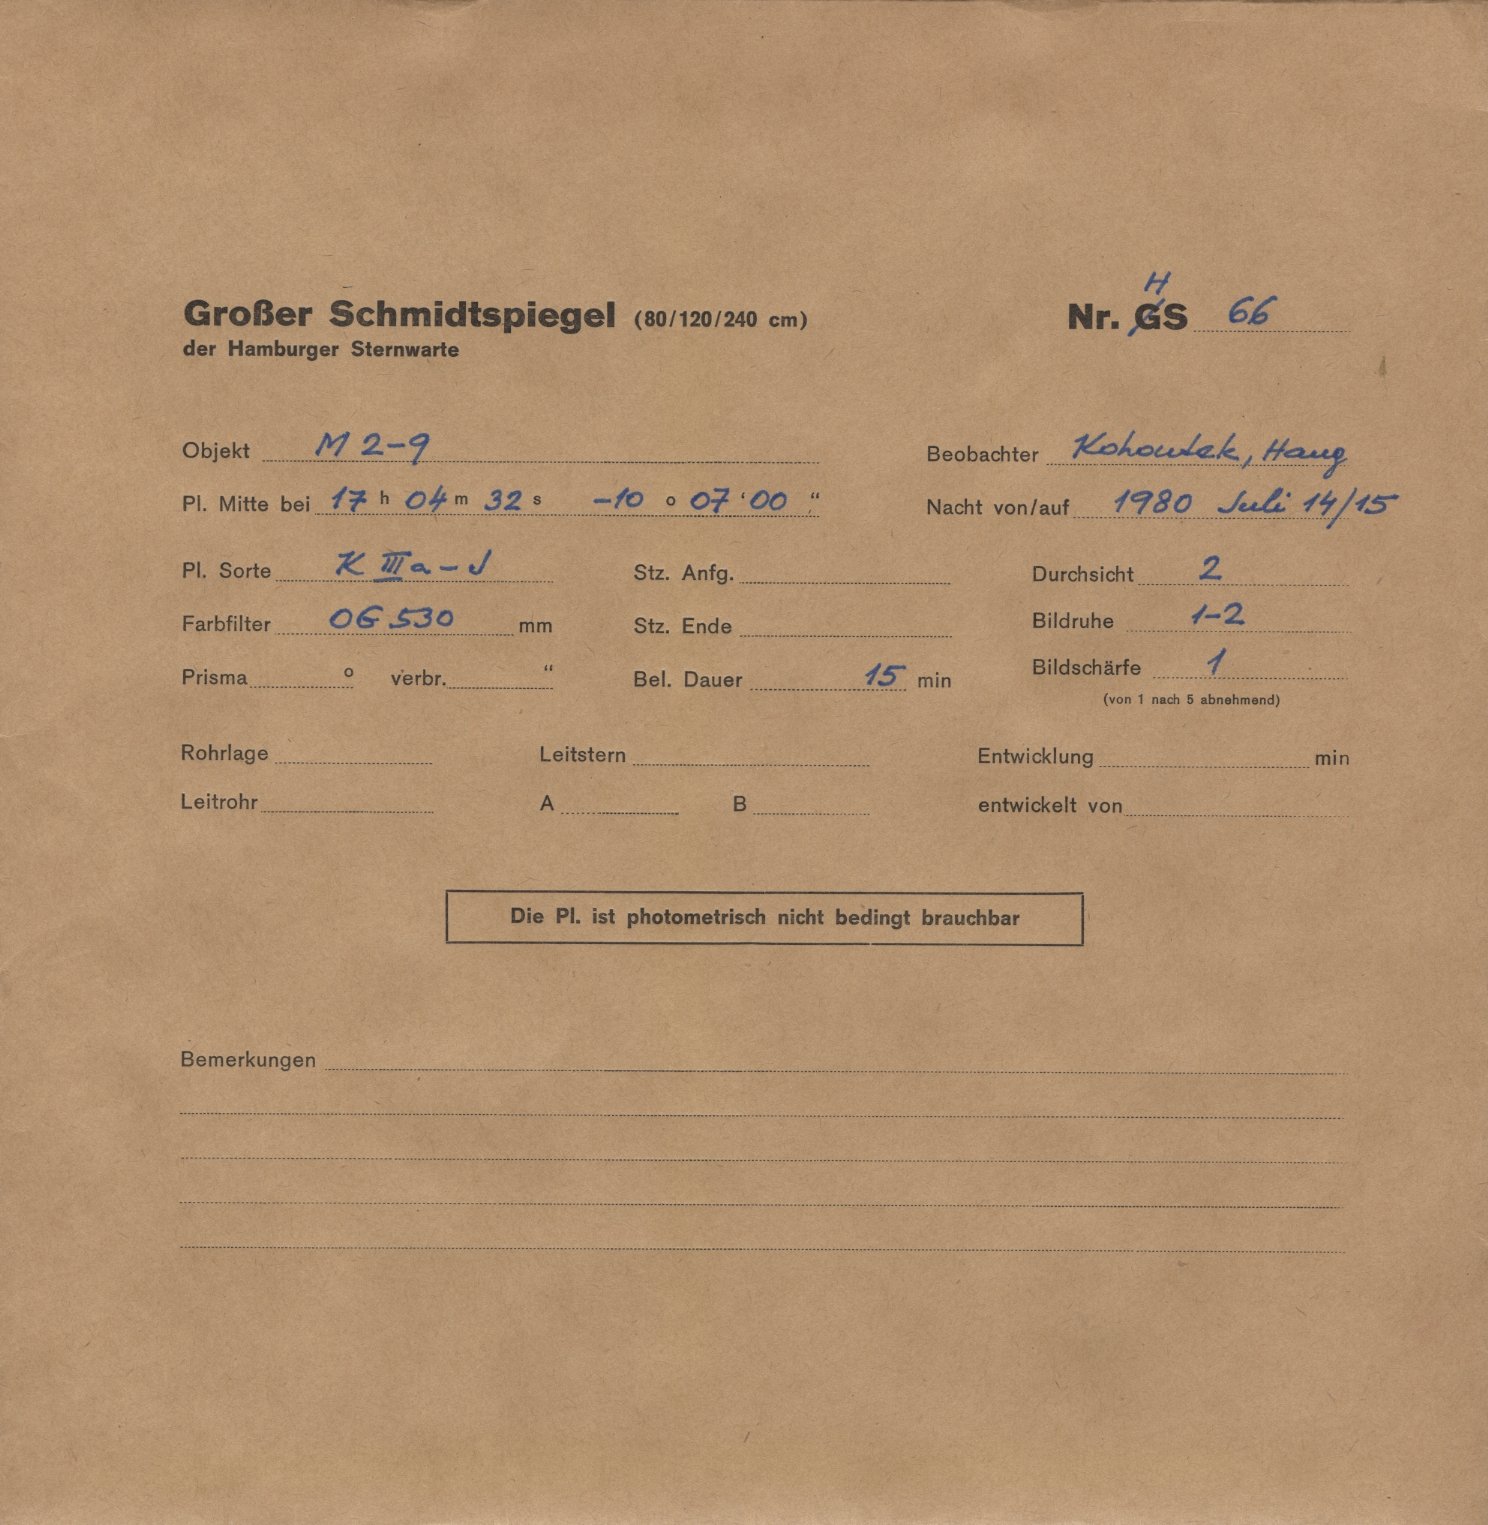 Großer Schmidtspiegel (80/120/240 cm) Nr. GS 66
H
der Hamburger Sternwarte
Objekt M 2-9 Beobachter Kohoutek, Haug
Pl. Mitte bei 17 h 04 m 32 s -10 o 07 ' 00 " Nacht von/auf 1980 Juli 14/15
Pl. Sorte K IIIa-J Stz. Anfg. Durchsicht 2
Farbfilter OG 530 mm Stz. Ende Bildruhe 1-2
Prisma o verbr. " Bel. Dauer 15 min Bildschärfe 1
(von 1 nach 5 abnehmend)
Rohrlage Leitstern Entwicklung min
Leitrohr A B entwickelt von
Die Pl. ist photometrisch nicht bedingt brauchbar
Bemerkungen